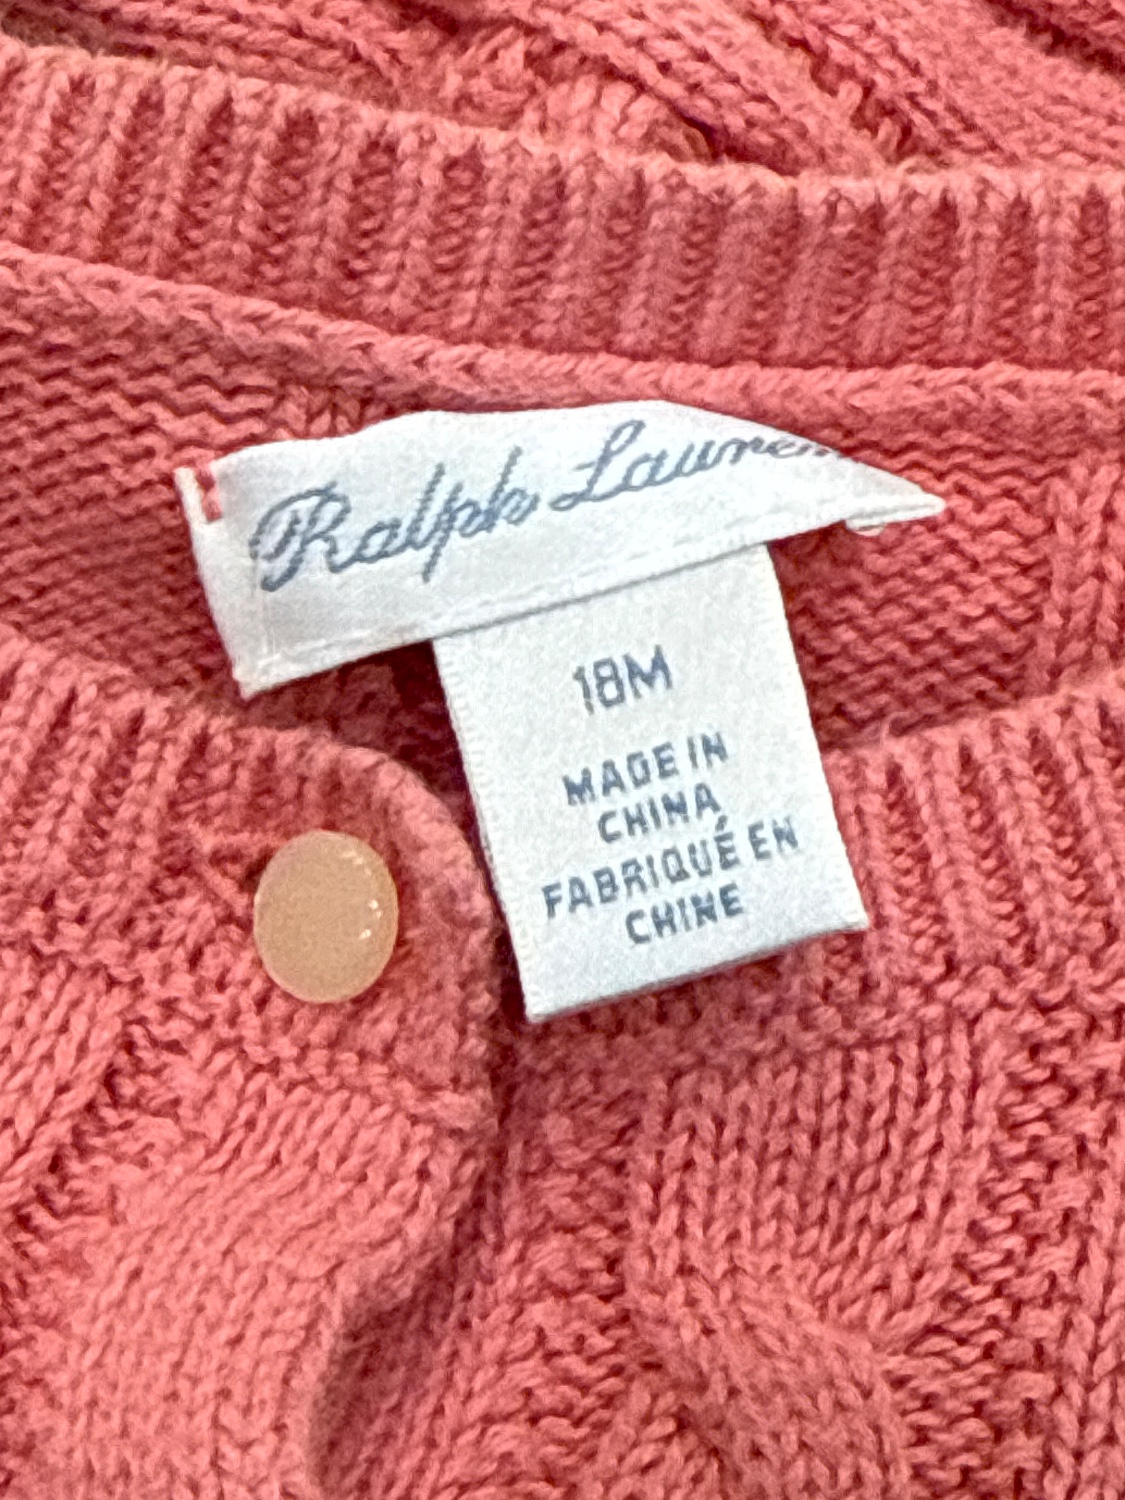 Ralph Lauren
18M
MADE IN
CHINA,
FABRIQUÉ EN
CHINE